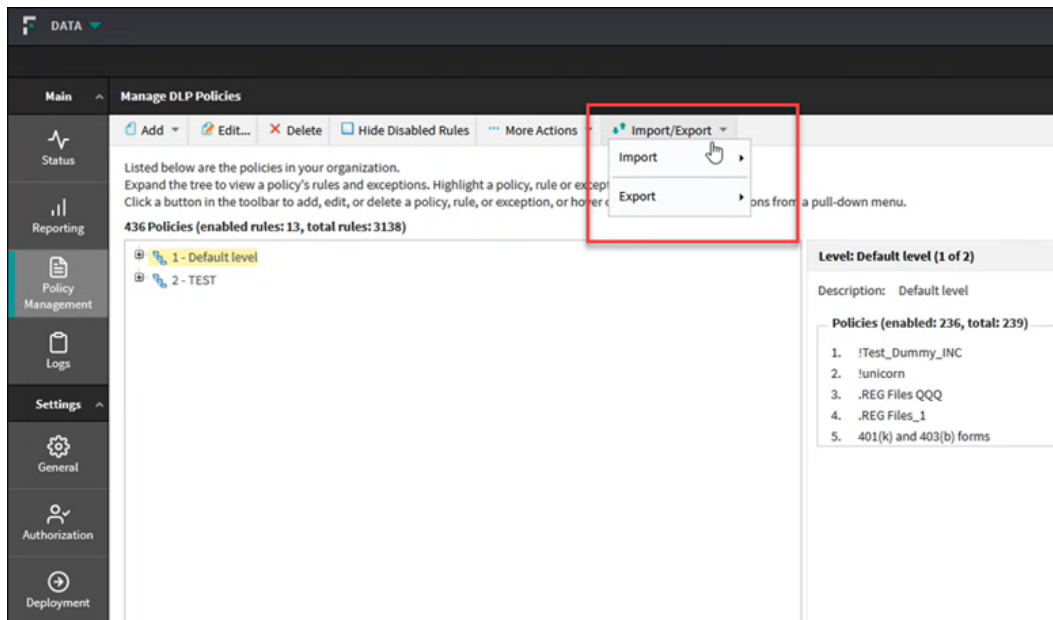 DATA
Main
Manage DLP Policies
Add
Edit...
Delete
Hide Disabled Rules
More Actions
Import/Export
Import
Export
Status
Reporting
Policy
Management
Logs
Settings
General
Authorization
Deployment
Listed below are the policies in your organization.
Expand the tree to view a policy's rules and exceptions. Highlight a policy, rule or
Click a button in the toolbar to add, edit, or delete a policy, rule, or exception, or from a pull-down menu.
436 Policies (enabled rules: 13, total rules: 3138)
1 - Default level
2 - TEST
Level: Default level (1 of 2)
Description: Default level
Policies (enabled: 236, total: 239)
1. !Test_Dummy_INC
2. !unicorn
3. .REG Files QQQ
4. .REG Files_1
5. 401(k) and 403(b) forms